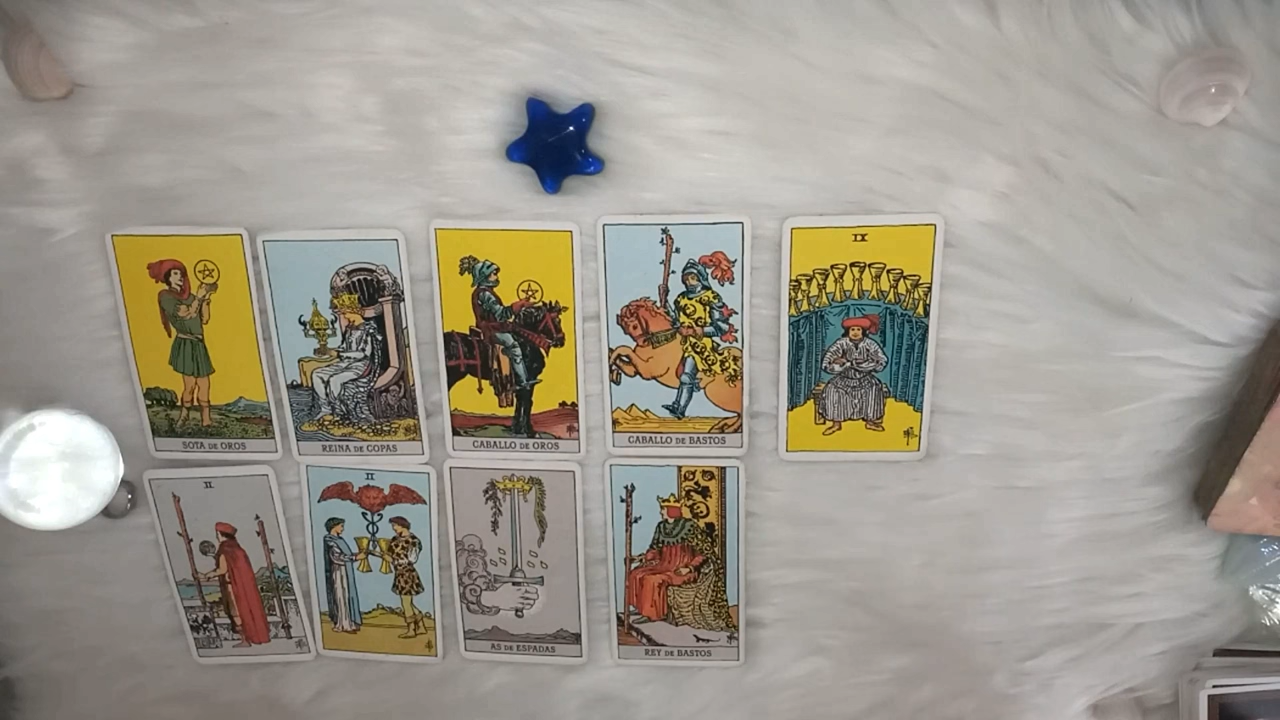 IX
SOTA DE OROS
REINA DE COPAS
CABALLO DE OROS
CABALLO DE BASTOS
II
II
AS DE ESPADAS
REY DE BASTOS